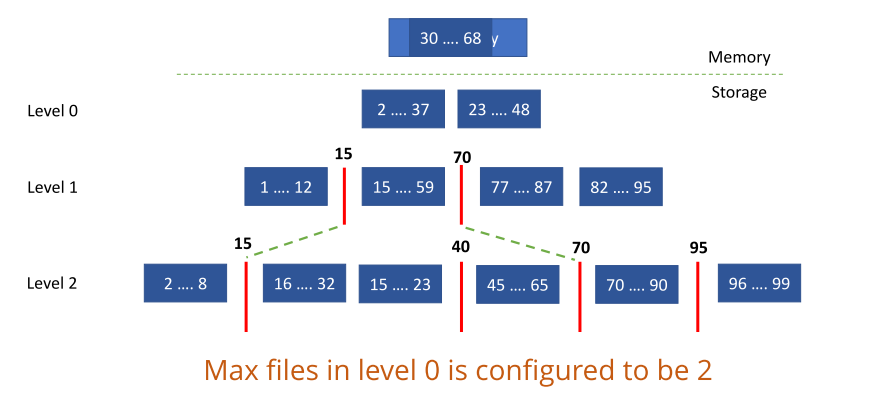 30 .... 68 y
Memory
Storage
Level 0
2 .... 37
23 .... 48
15
70
Level 1
1 .... 12
15 .... 59
77 .... 87
82 .... 95
15
40
70
95
Level 2
2 .... 8
16 .... 32
15 .... 23
45 .... 65
70 .... 90
96 .... 99
Max files in level 0 is configured to be 2